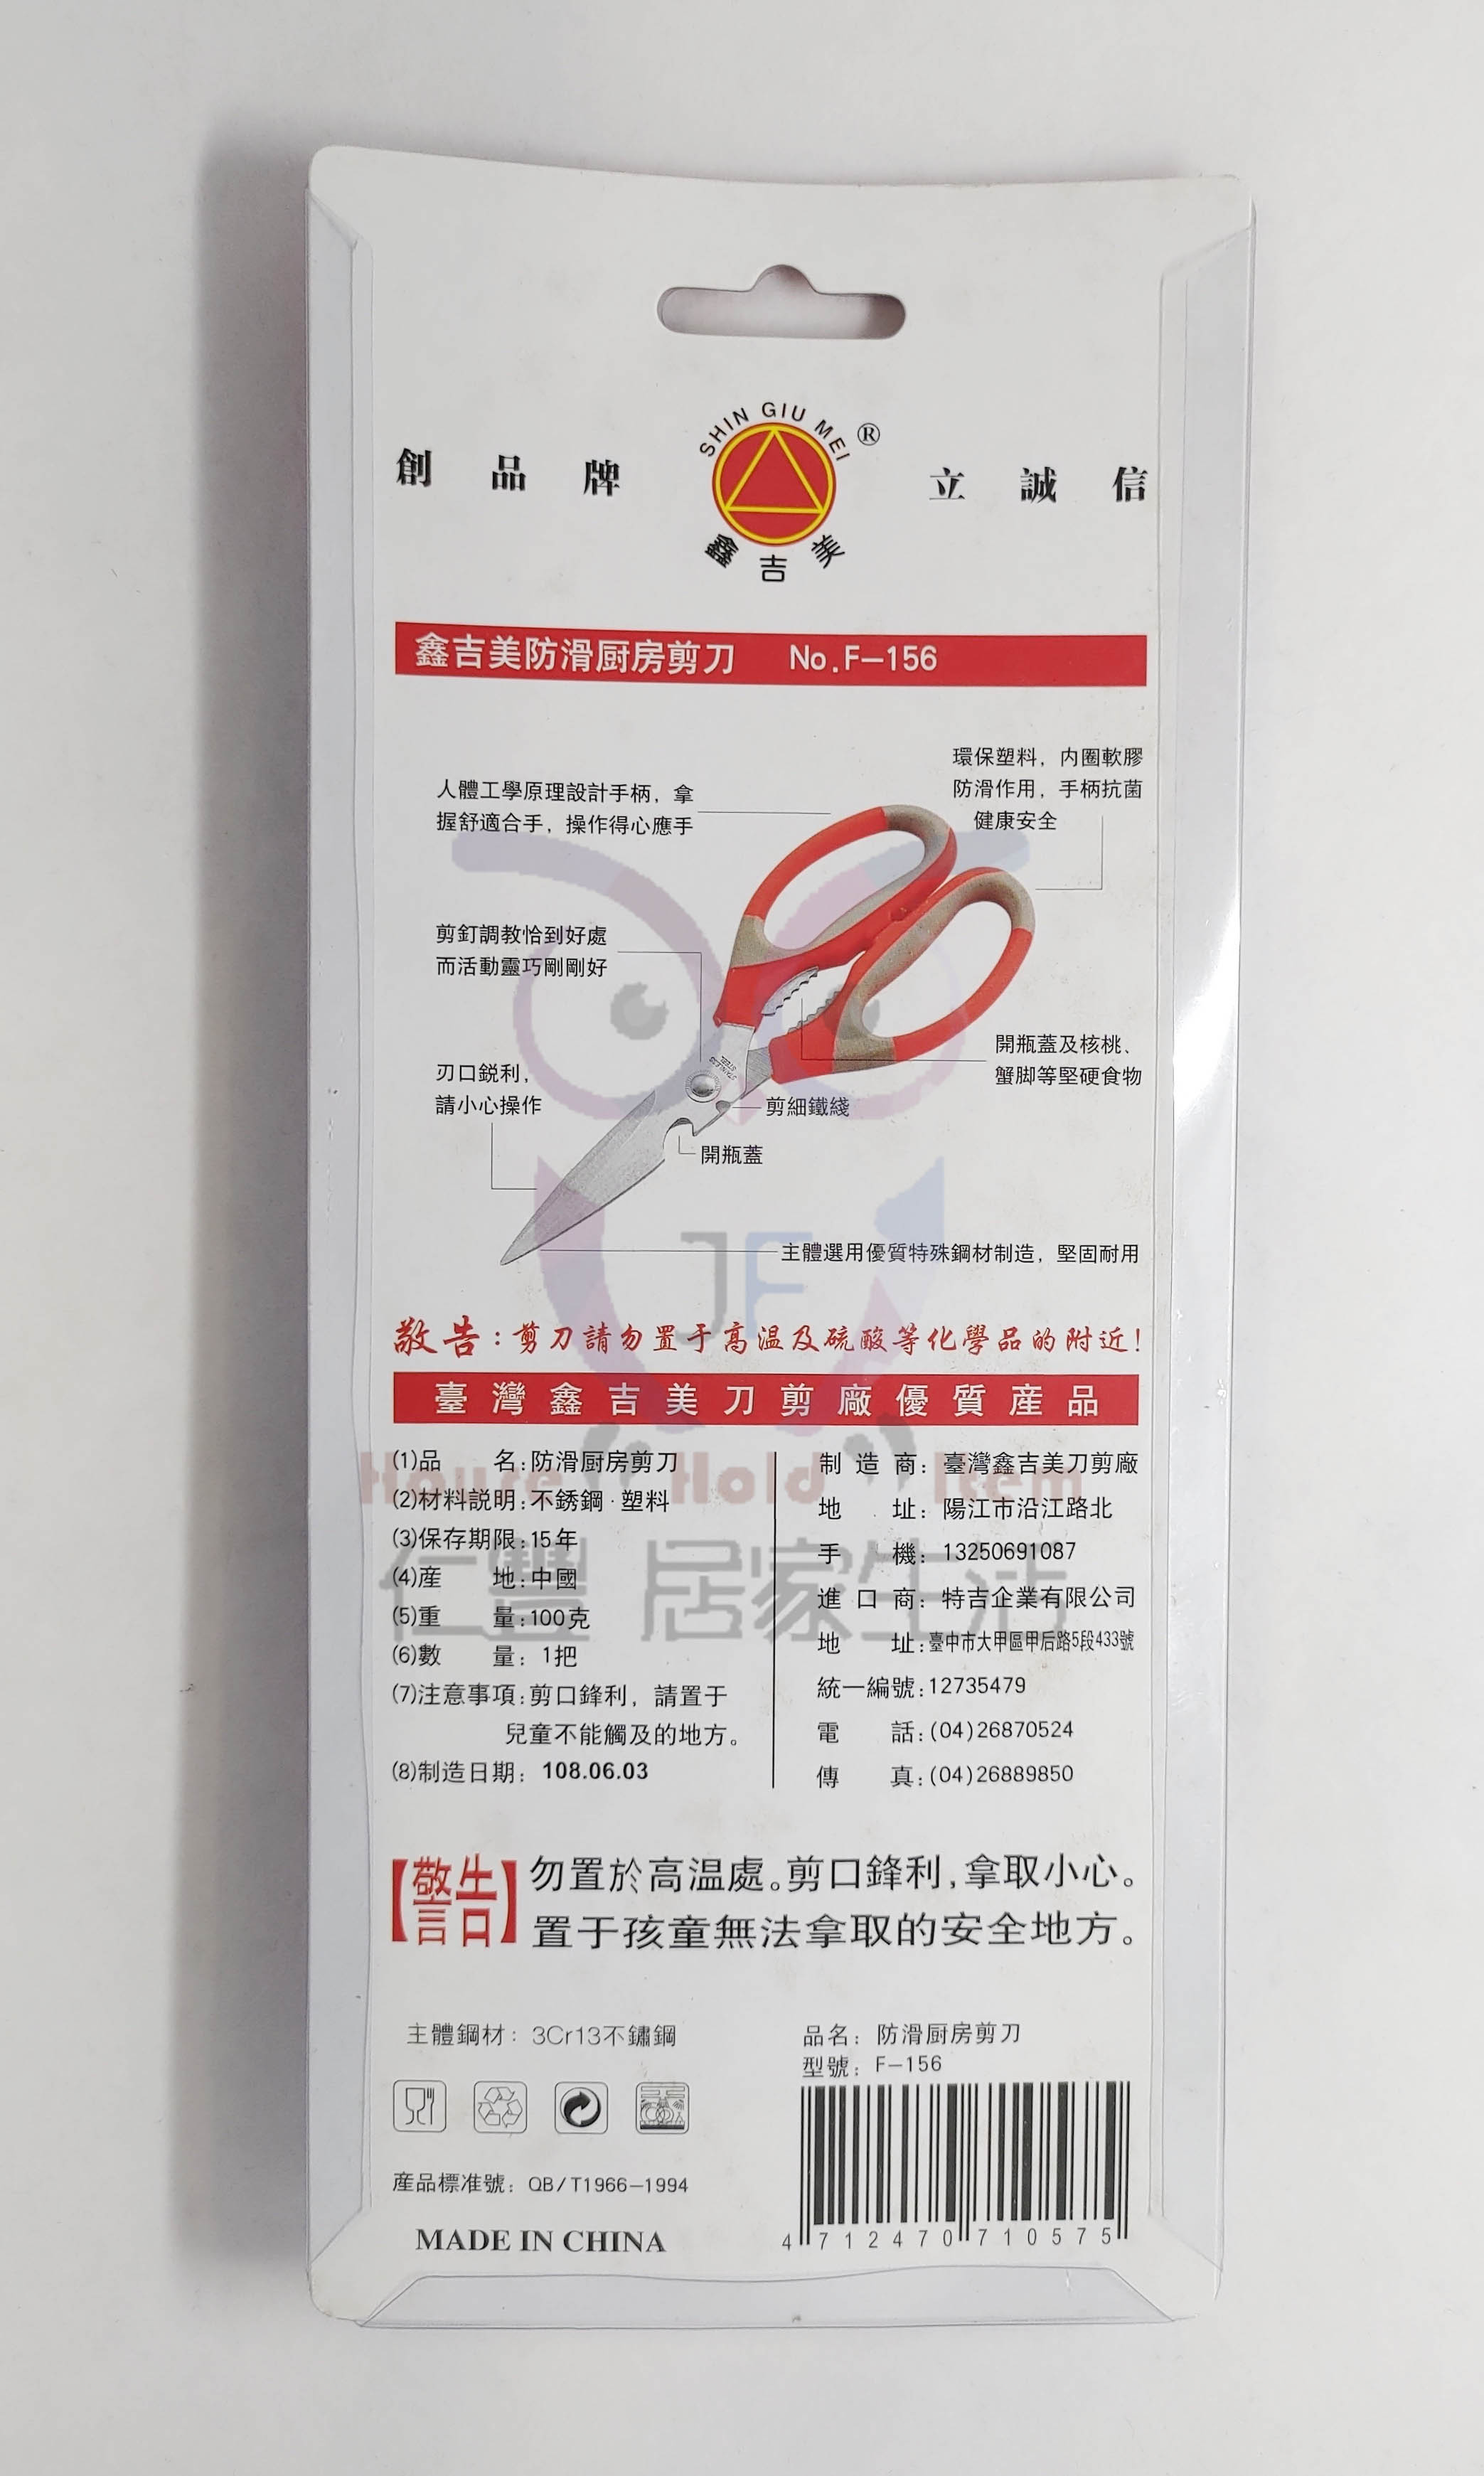 SHIN GIU MEI ®
創品牌 立誠信
鑫吉美
鑫吉美防滑厨房剪刀 No.F-156
環保塑料，内圈軟膠
防滑作用，手柄抗菌
健康安全
人體工學原理設計手柄，拿
握舒適合手，操作得心應手
剪釘調教恰到好處
而活動靈巧剛剛好
開瓶蓋及核桃、
蟹脚等堅硬食物
刃口鋭利，
請小心操作
剪細鐵綫
開瓶蓋
主體選用優質特殊鋼材制造，堅固耐用
JF
敬告：剪刀請勿置于高温及硫酸等化學品的附近！
臺灣鑫吉美刀剪廠優質産品
House Hold Item
仁豐 居家生活
(1)品 名：防滑厨房剪刀
(2)材料説明：不銹鋼·塑料
(3)保存期限：15年
(4)産 地：中國
(5)重 量：100克
(6)數 量：1把
(7)注意事項：剪口鋒利，請置于
兒童不能觸及的地方。
(8)制造日期：108.06.03
制造商：臺灣鑫吉美刀剪廠
地 址：陽江市沿江路北
手 機：13250691087
進口商：特吉企業有限公司
地 址：臺中市大甲區甲后路5段433號
統一編號：12735479
電 話：(04)26870524
傳 真：(04)26889850
【警告】勿置於高温處。剪口鋒利，拿取小心。
置于孩童無法拿取的安全地方。
主體鋼材：3Cr13不鏽鋼
産品標准號：QB/T1966-1994
MADE IN CHINA
品名：防滑厨房剪刀
型號：F-156
4 712470 710575